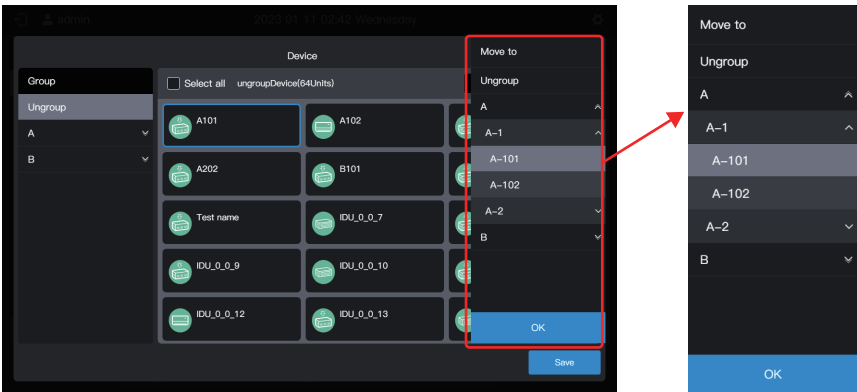 admin
2023 01 11 02:42 Wednesday
Device
Group
Ungroup
A
B
Select all ungroupDevice(64Units)
A101
A102
A202
B101
Test name
IDU_0_0_7
IDU_0_0_9
IDU_0_0_10
IDU_0_0_12
IDU_0_0_13
Move to
Ungroup
A
A-1
A-101
A-102
A-2
B
OK
Save
Move to
Ungroup
A
A-1
A-101
A-102
A-2
B
OK